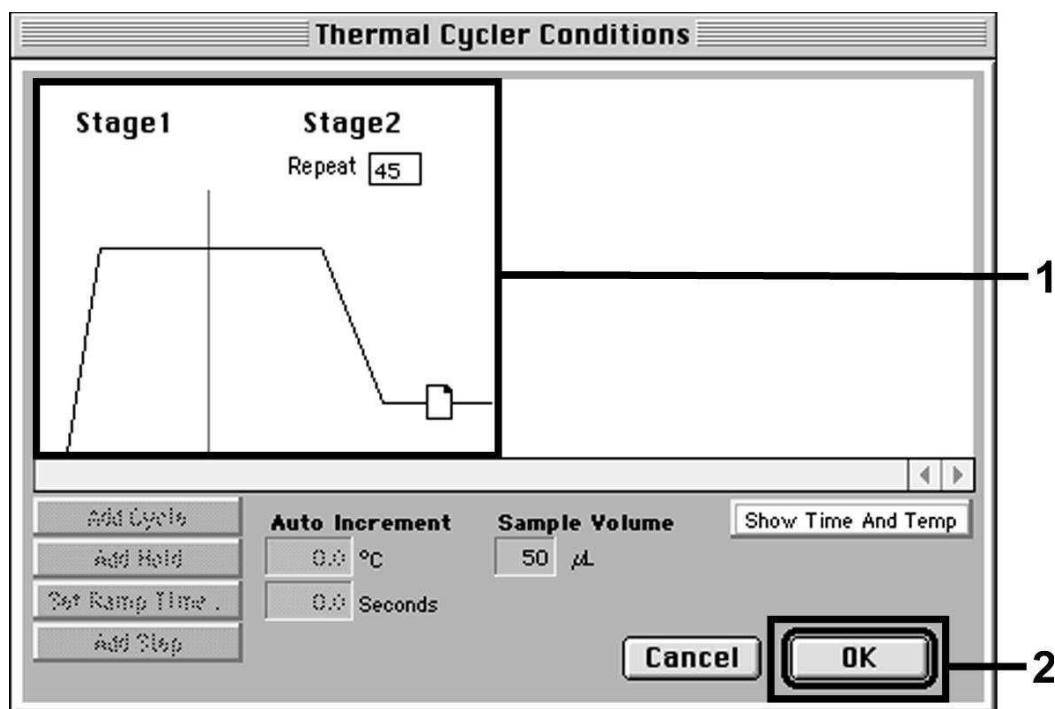 Thermal Cycler Conditions
Stage1 Stage2
Repeat 45
1
Add Cycle
Add Hold
Set Ramp Time .
Add Step
Auto Increment
0.0 °C
0.0 Seconds
Sample Volume
50 µL
Show Time And Temp
Cancel OK
2